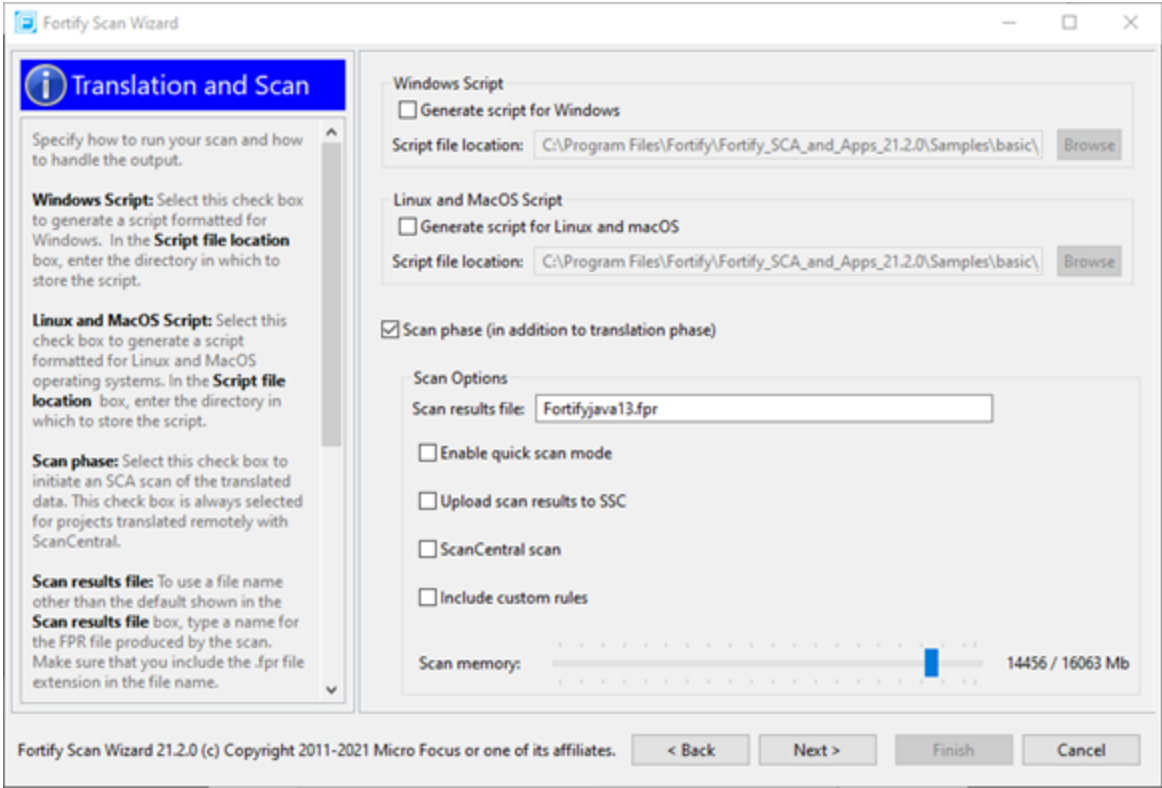 Fortify Scan Wizard
Translation and Scan
Specify how to run your scan and how
to handle the output.
Windows Script: Select this check box
to generate a script formatted for
Windows. In the Script file location
box, enter the directory in which to
store the script.
Linux and MacOS Script: Select this
check box to generate a script
formatted for Linux and MacOS
operating systems. In the Script file
location box, enter the directory in
which to store the script.
Scan phase: Select this check box to
initiate an SCA scan of the translated
data. This check box is always selected
for projects translated remotely with
ScanCentral.
Scan results file: To use a file name
other than the default shown in the
Scan results file box, type a name for
the FPR file produced by the scan.
Make sure that you include the .fpr file
extension in the file name.
Windows Script
Generate script for Windows
Script file location: C:\Program Files\Fortify\Fortify_SCA_and_Apps_21.2.0\Samples\basic\ Browse
Linux and MacOS Script
Generate script for Linux and macOS
Script file location: C:\Program Files\Fortify\Fortify_SCA_and_Apps_21.2.0\Samples\basic\ Browse
Scan phase (in addition to translation phase)
Scan Options
Scan results file: Fortifyjava13.fpr
Enable quick scan mode
Upload scan results to SSC
ScanCentral scan
Include custom rules
Scan memory: 14456 / 16063 Mb
Fortify Scan Wizard 21.2.0 (c) Copyright 2011-2021 Micro Focus or one of its affiliates. < Back Next > Finish Cancel